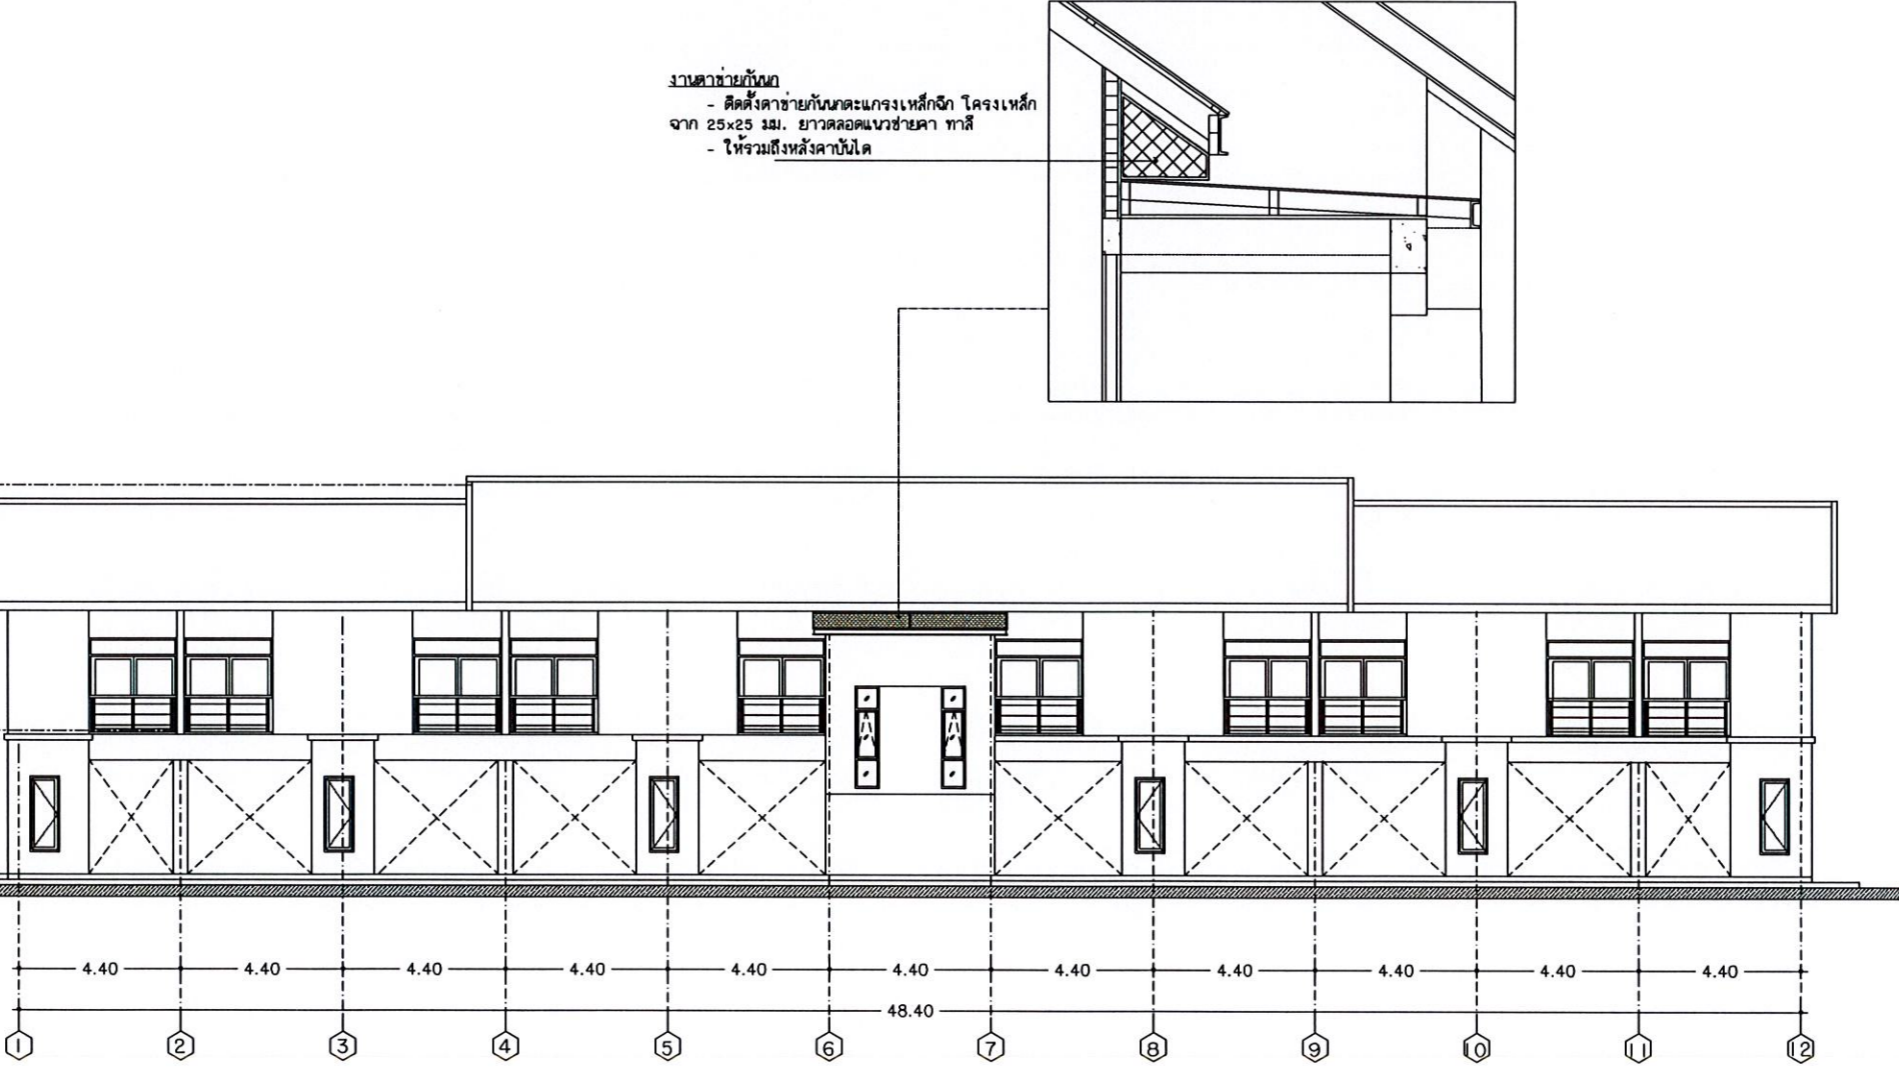 งานตาข่ายกันนก
- ติดตั้งตาข่ายกันนกตะแกรงเหล็กฉีก โครงเหล็ก
ฉาก 25x25 มม. ยาวตลอดแนวชายคา ทาสี
- ให้รวมถึงหลังคาบันได
4.40 4.40 4.40 4.40 4.40 4.40 4.40 4.40 4.40 4.40 4.40
48.40
1 2 3 4 5 6 7 8 9 10 11 12